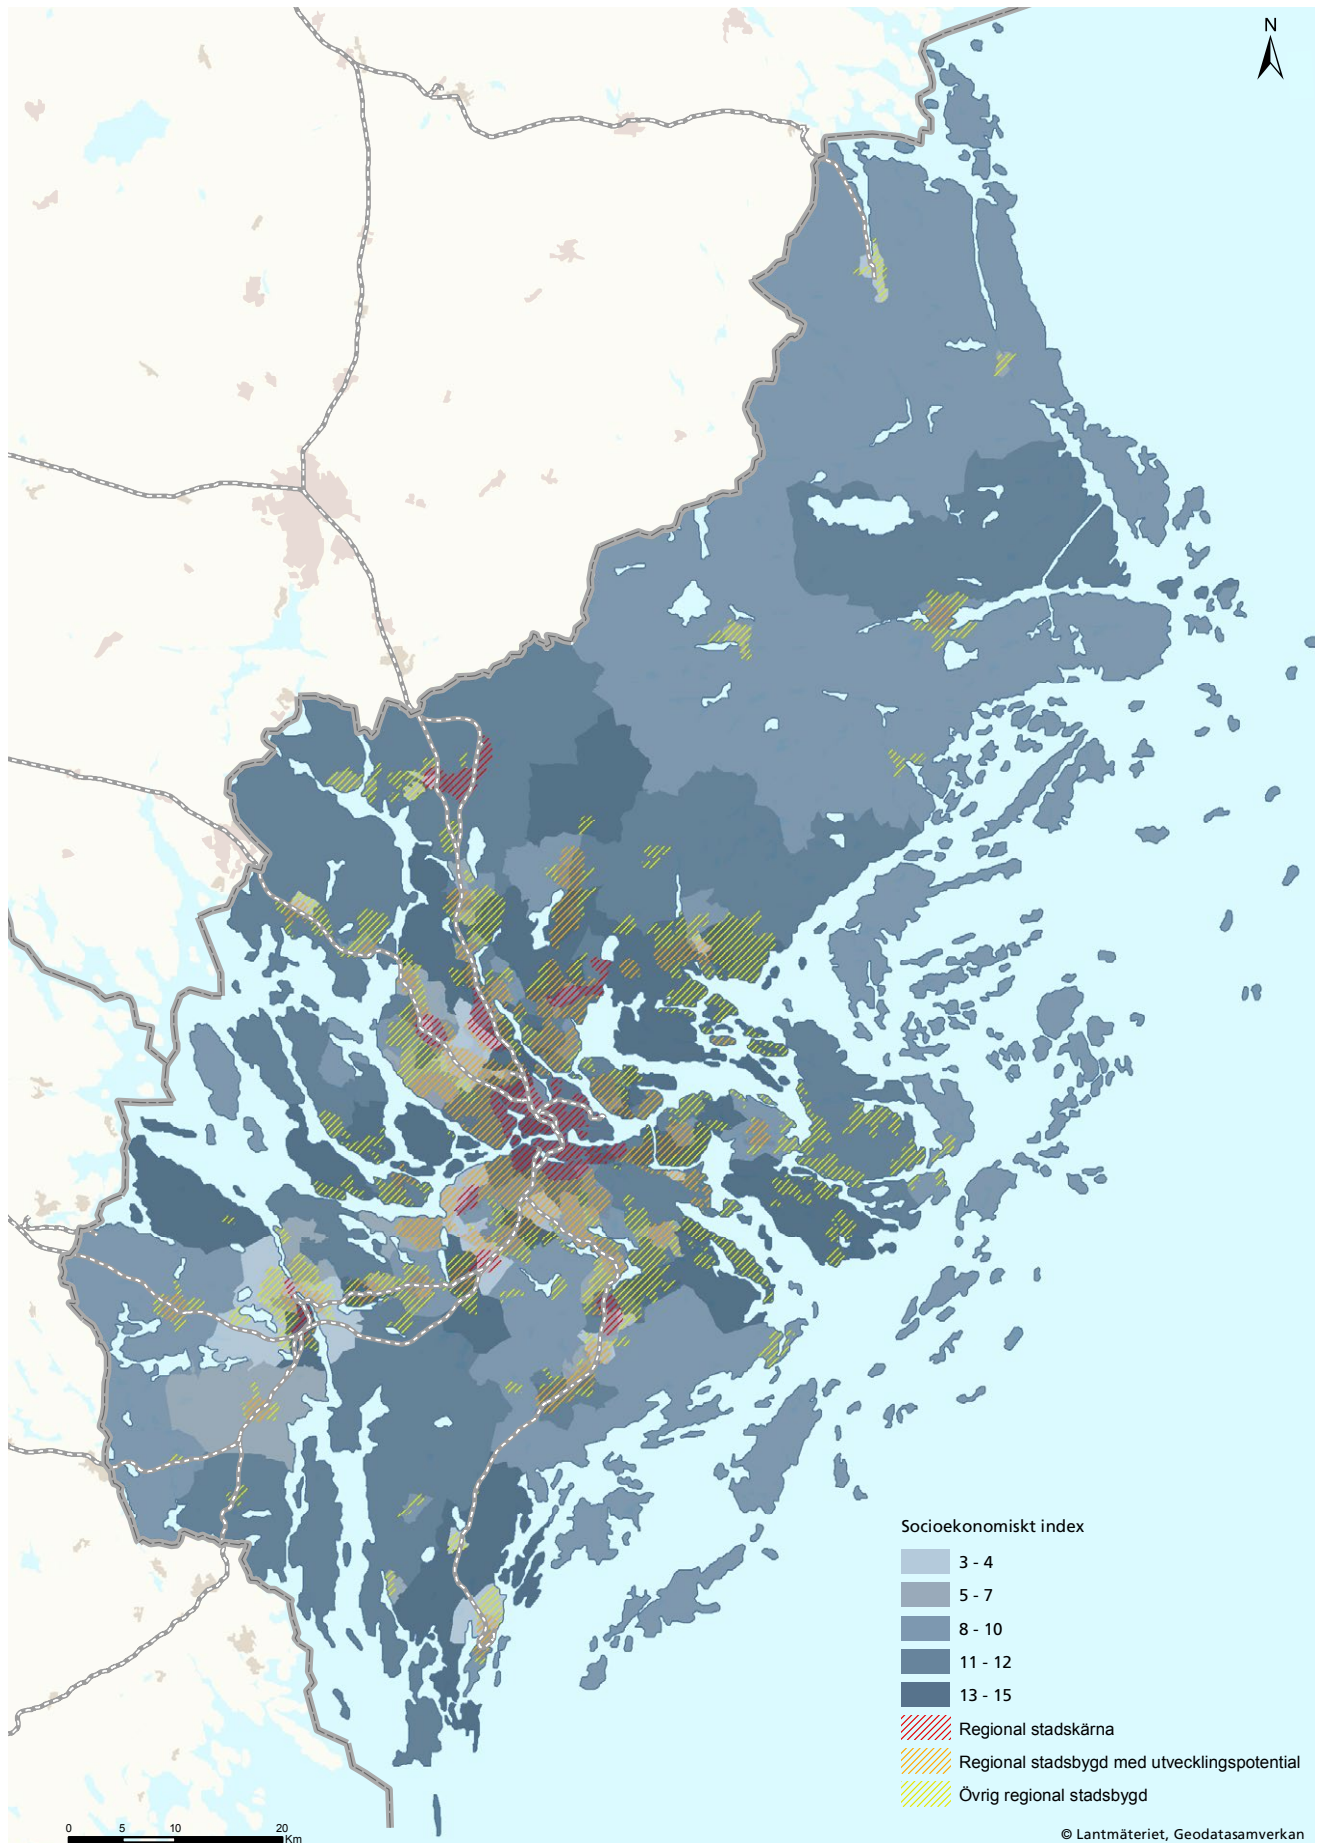 N
Socioekonomiskt index
3 - 4
5 - 7
8 - 10
11 - 12
13 - 15
Regional stadskärna
Regional stadsbygd med utvecklingspotential
Övrig regional stadsbygd
0 5 10 20
Km
© Lantmäteriet, Geodatasamverkan